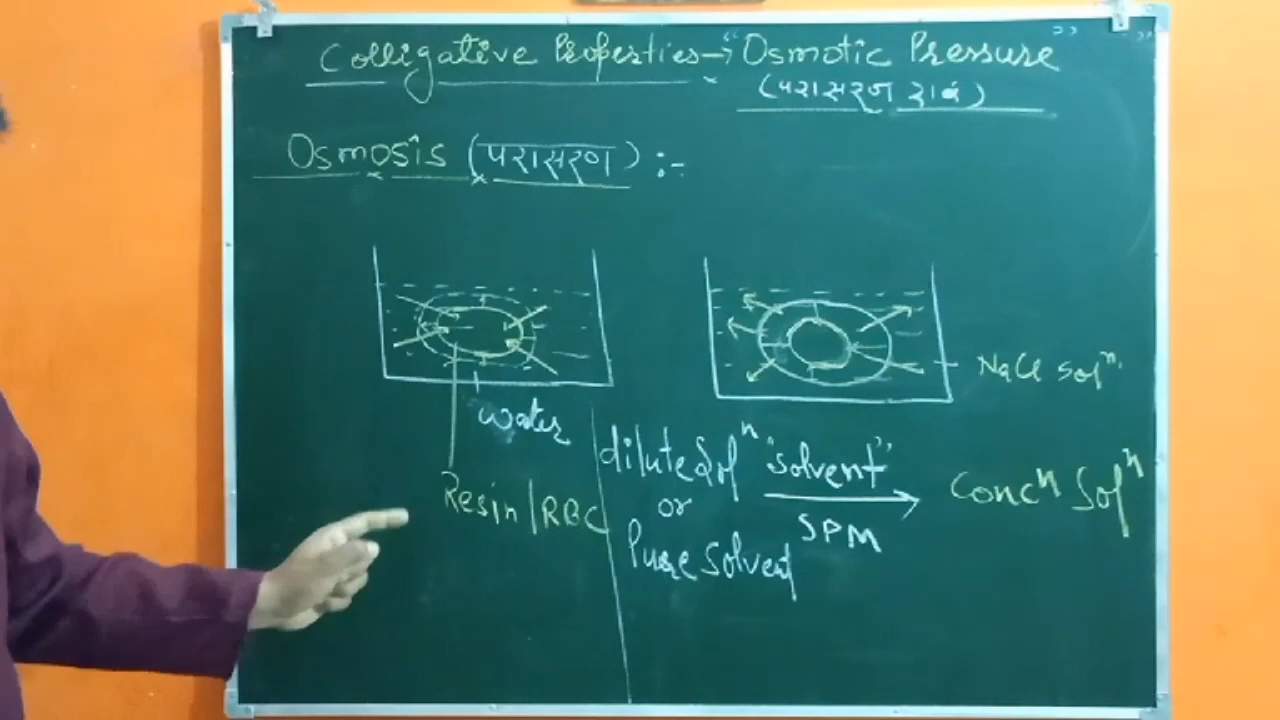 Colligative Properties → "Osmotic Pressure"
(परासरण दाब)
Osmosis (परासरण) :-
NaCl solⁿ.
water
Resin/RBC
dilute Solⁿ "solvent" Concⁿ Solⁿ
or SPM
Pure Solvent